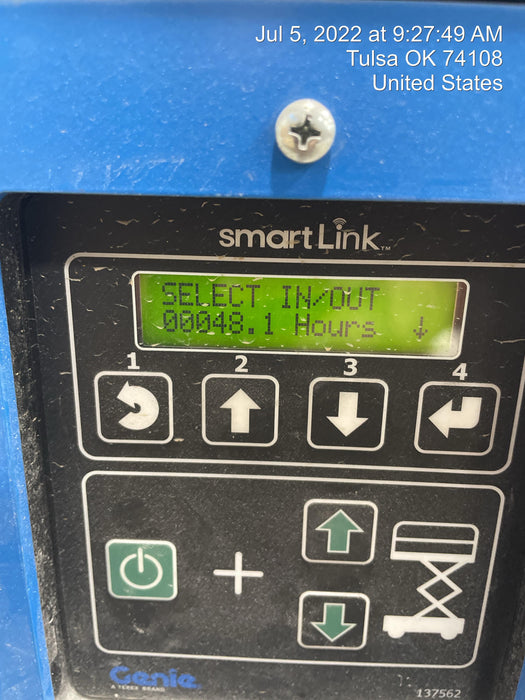 Jul 5, 2022 at 9:27:49 AM
Tulsa OK 74108
United States
smartLink™
SELECT IN/OUT
00048.1 Hours ↓
1 2 3 4
Genie
A TEREX BRAND
137562